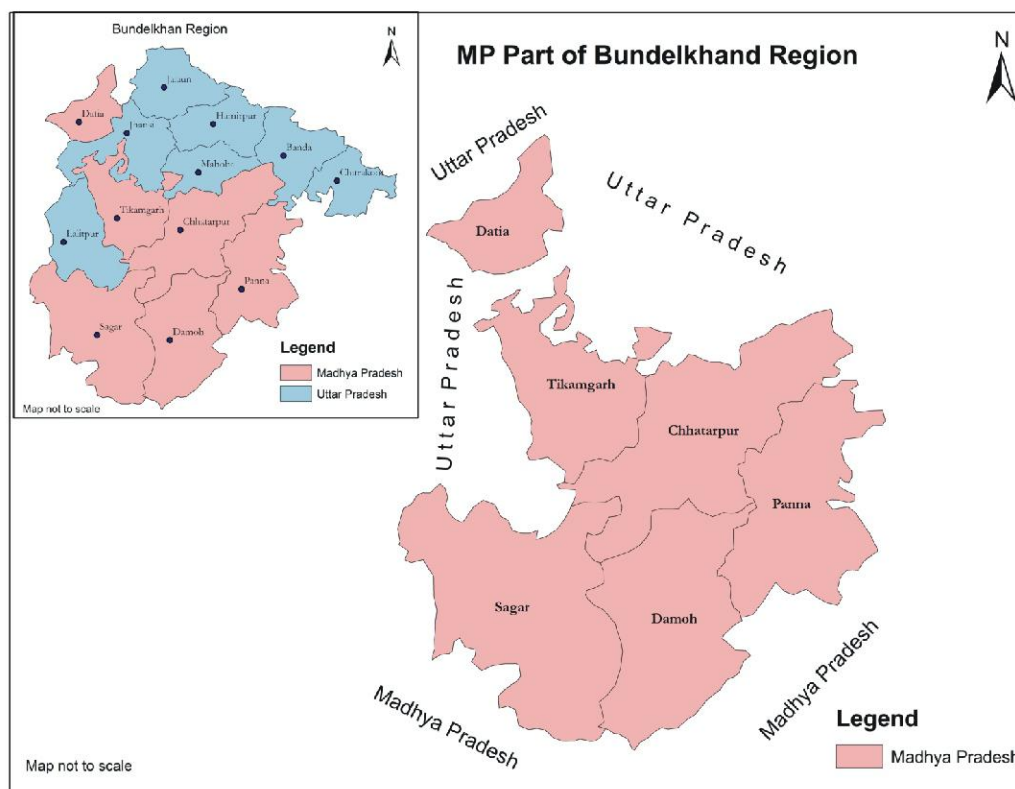 Bundelkhan Region
N
Jalaun
Datia
Hamirpur
Jhansi
Banda
Mahoba
Chitrakoot
Tikamgarh
Chhatarpur
Lalitpur
Panna
Sagar
Damoh
Legend
Madhya Pradesh
Uttar Pradesh
Map not to scale
MP Part of Bundelkhand Region
N
Uttar Pradesh
Uttar Pradesh
Datia
Uttar Pradesh
Tikamgarh
Chhatarpur
Panna
Sagar
Damoh
Madhya Pradesh
Madhya Pradesh
Legend
Madhya Pradesh
Map not to scale